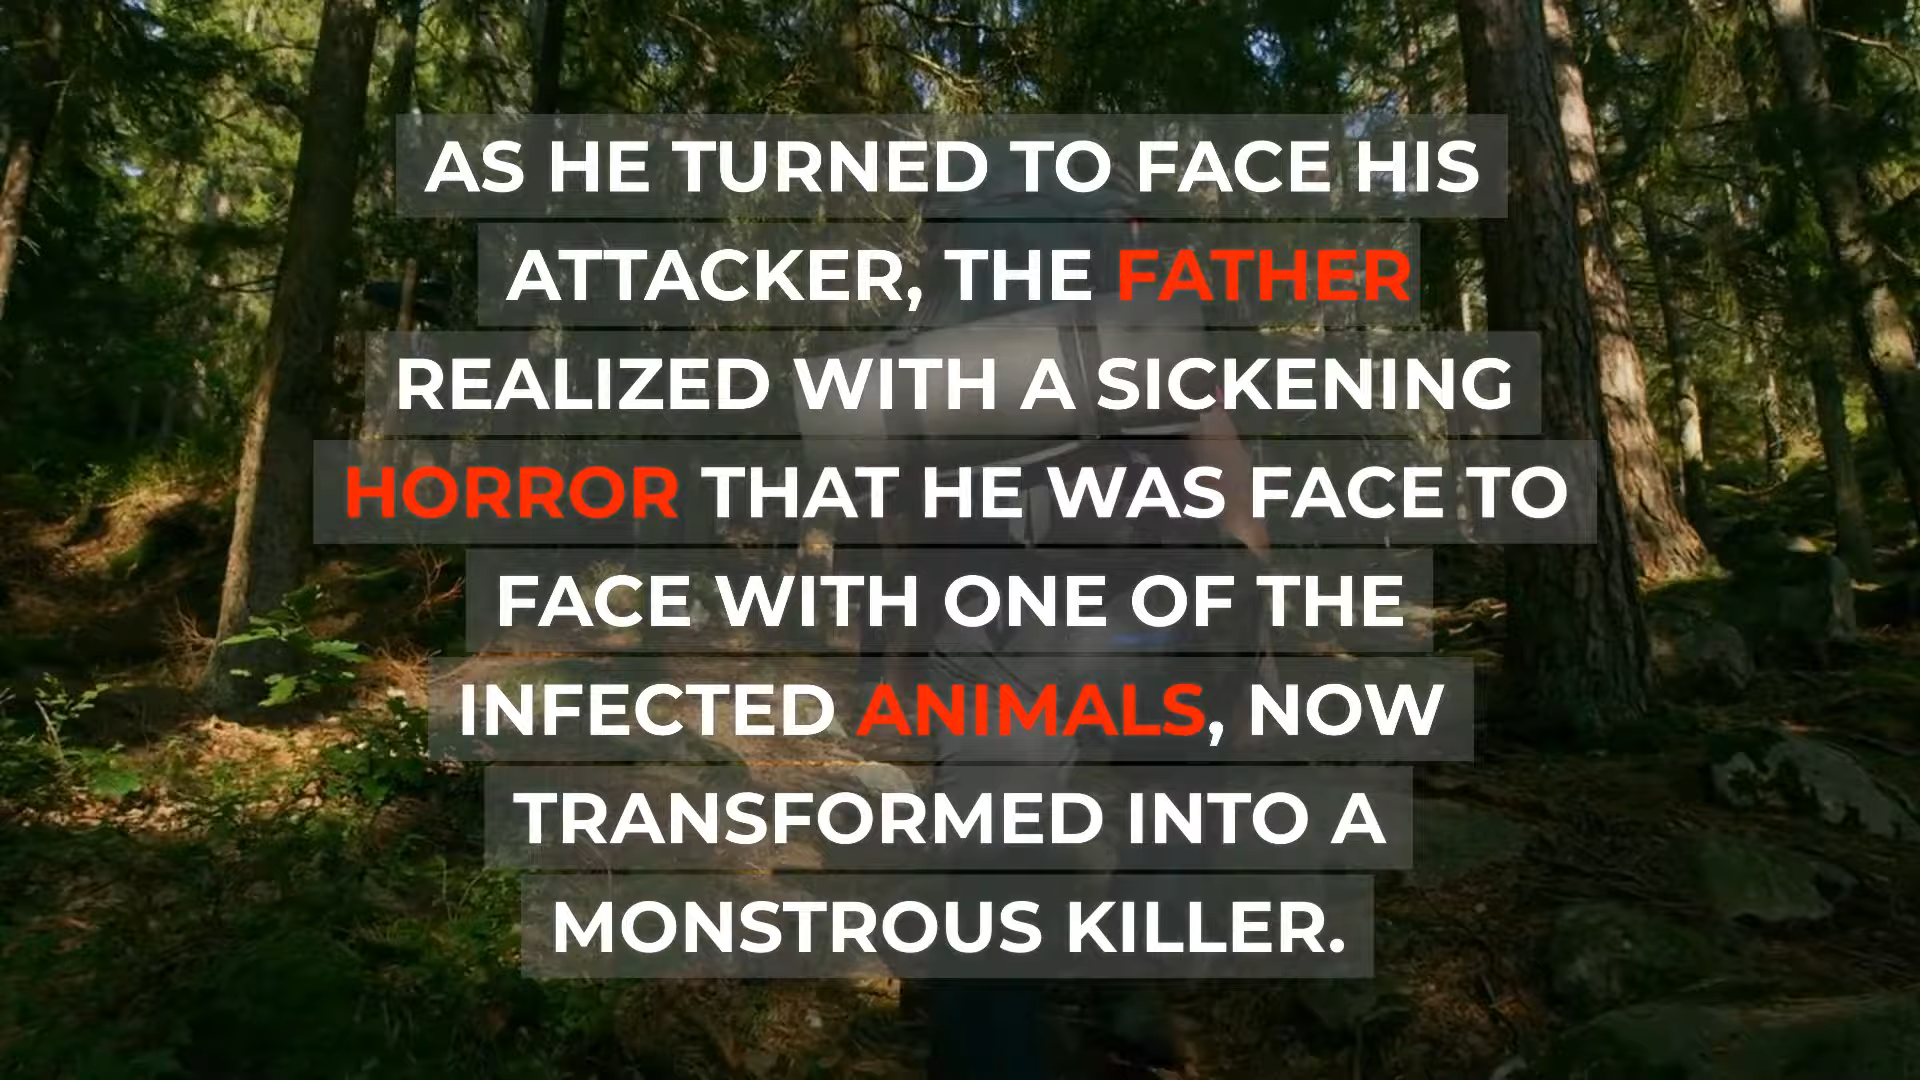 AS HE TURNED TO FACE HIS
ATTACKER, THE FATHER
REALIZED WITH A SICKENING
HORROR THAT HE WAS FACE TO
FACE WITH ONE OF THE
INFECTED ANIMALS, NOW
TRANSFORMED INTO A
MONSTROUS KILLER.